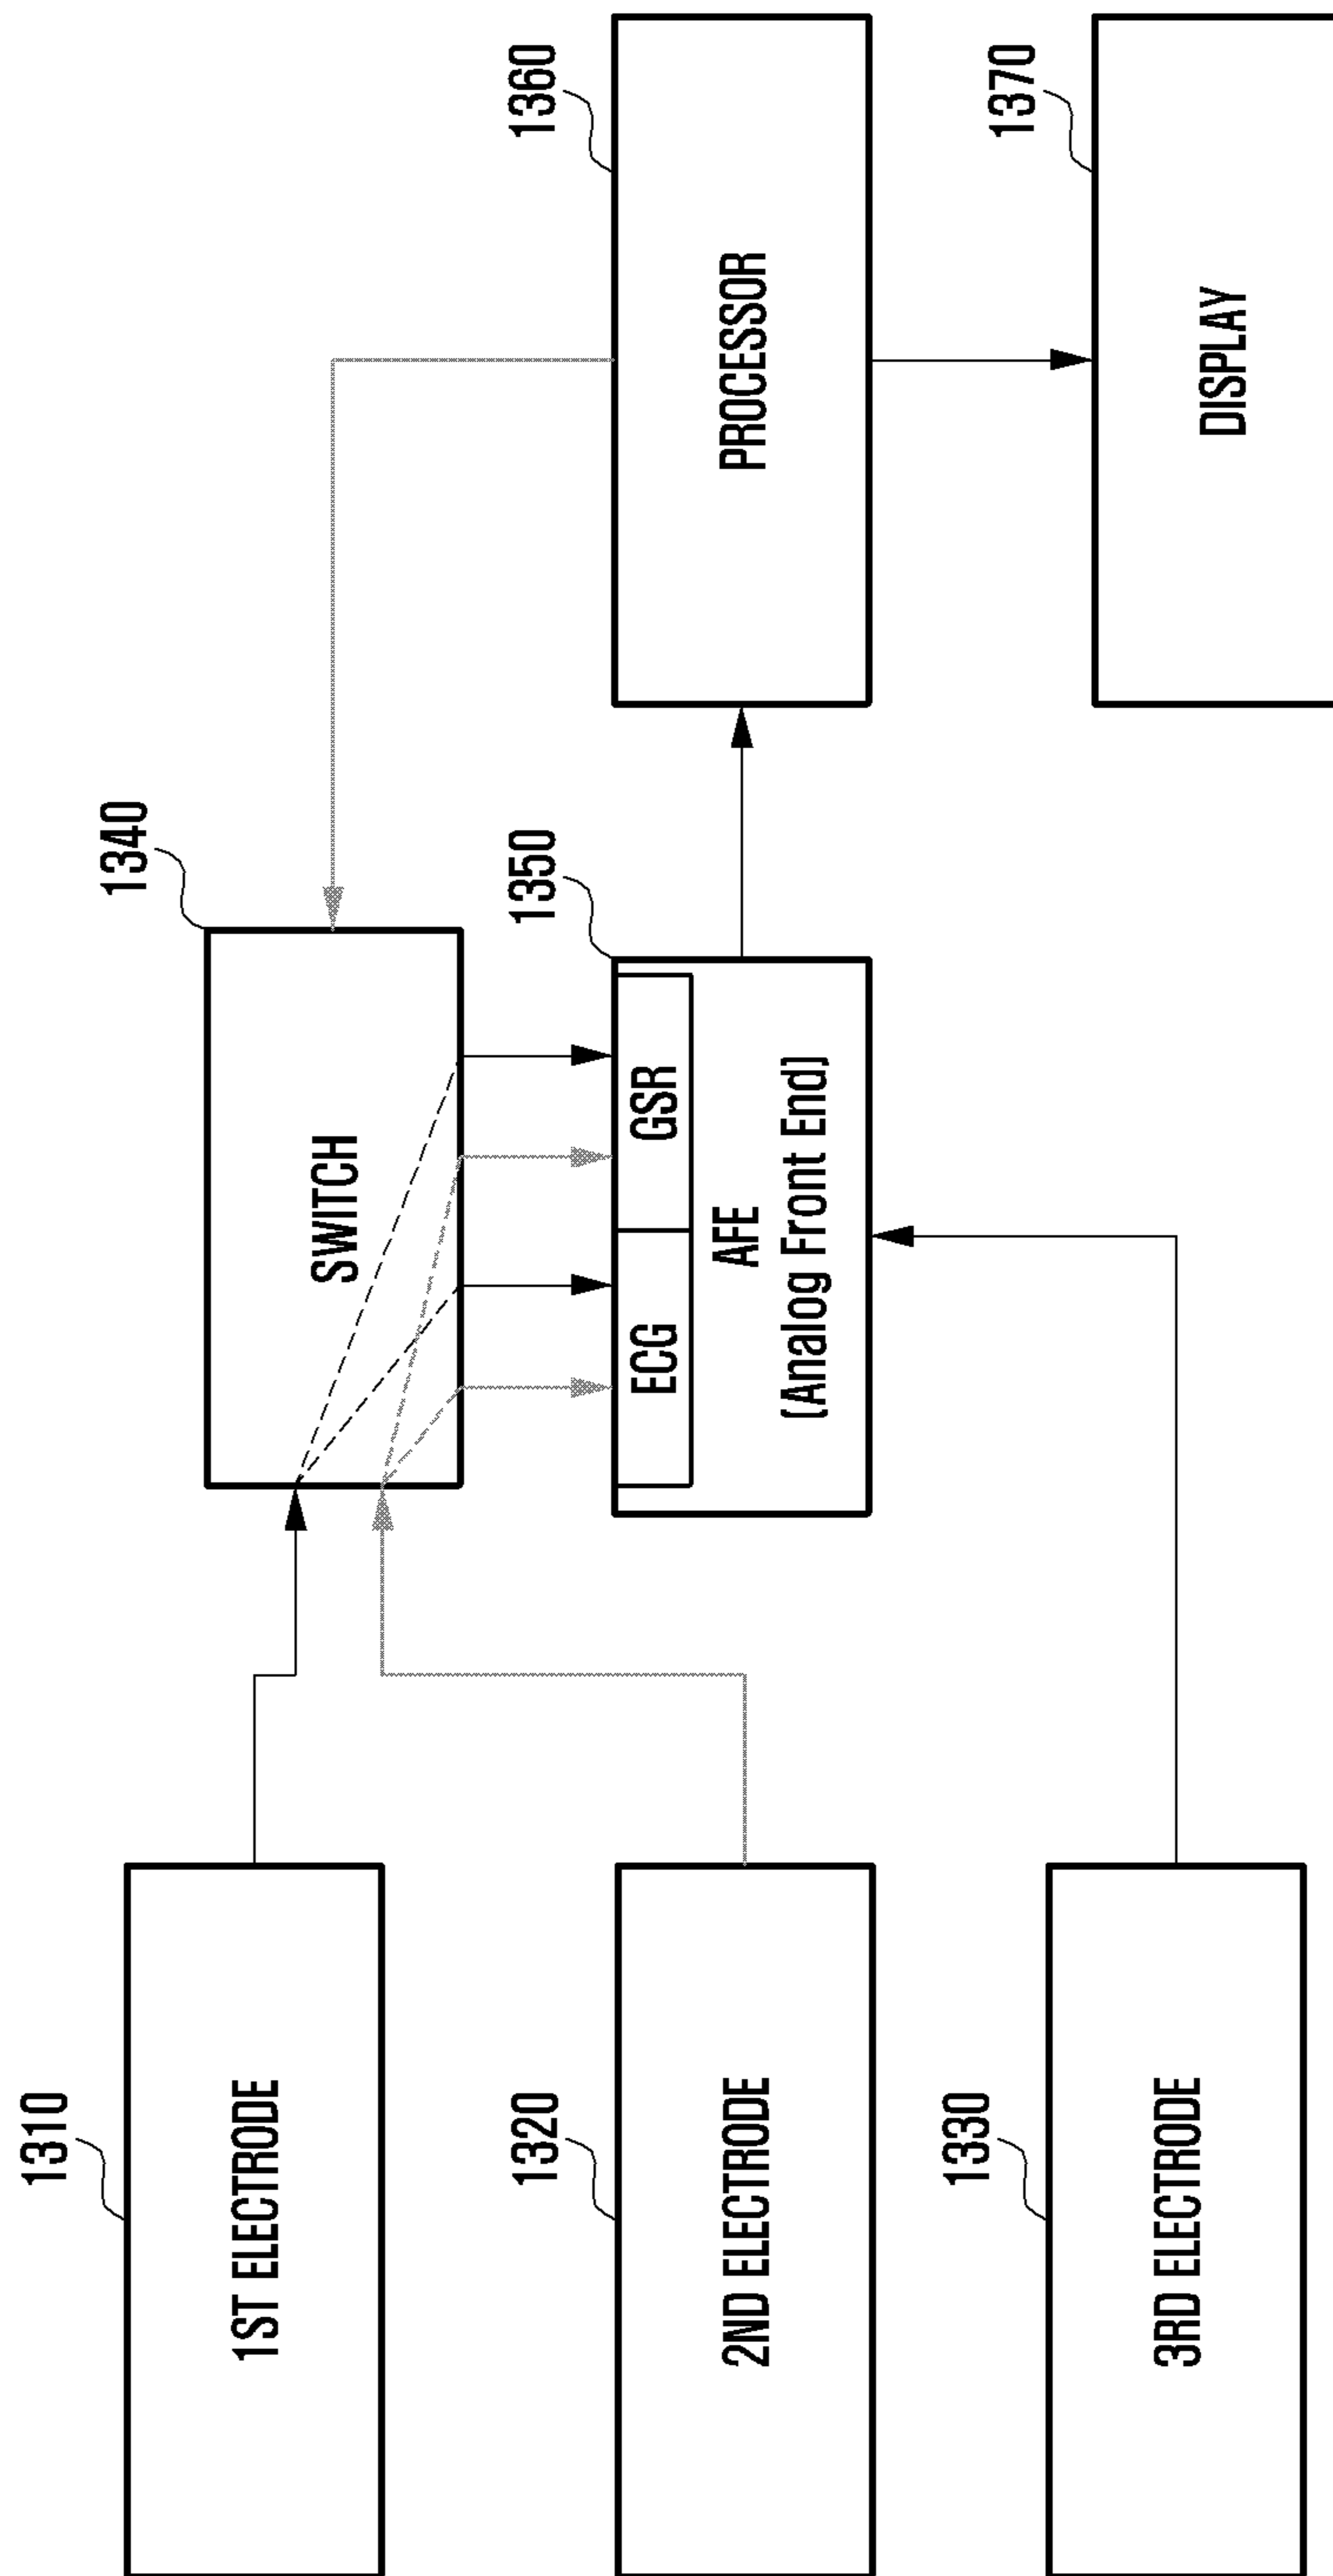 1310
1ST ELECTRODE
1320
2ND ELECTRODE
1330
3RD ELECTRODE
1340
SWITCH
1350
ECG
GSR
AFE
(Analog Front End)
1360
PROCESSOR
1370
DISPLAY